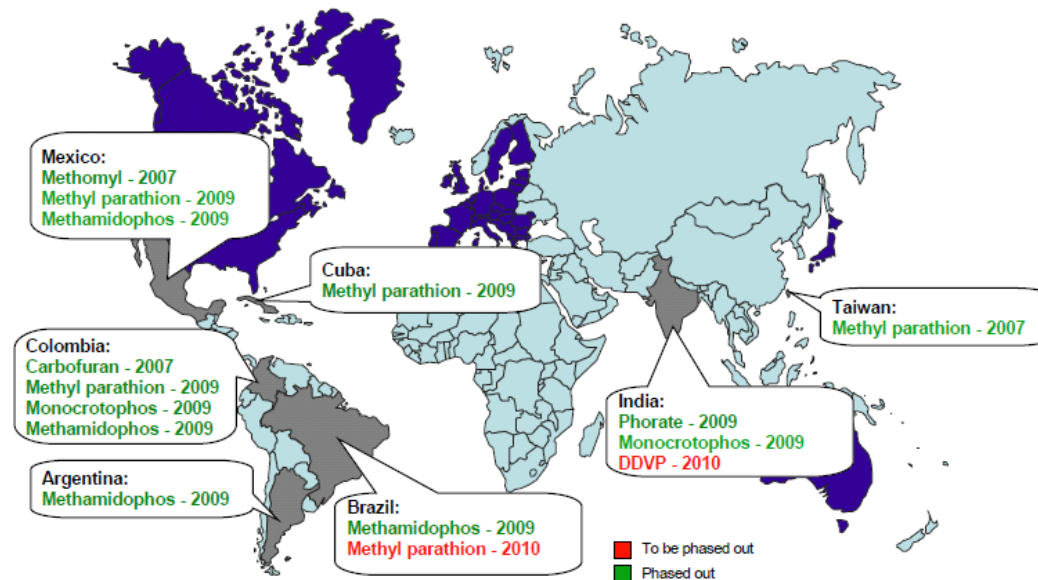 Mexico:
Methomyl - 2007
Methyl parathion - 2009
Methamidophos - 2009
Cuba:
Methyl parathion - 2009
Taiwan:
Methyl parathion - 2007
Colombia:
Carbofuran - 2007
Methyl parathion - 2009
Monocrotophos - 2009
Methamidophos - 2009
India:
Phorate - 2009
Monocrotophos - 2009
DDVP - 2010
Argentina:
Methamidophos - 2009
Brazil:
Methamidophos - 2009
Methyl parathion - 2010
To be phased out
Phased out